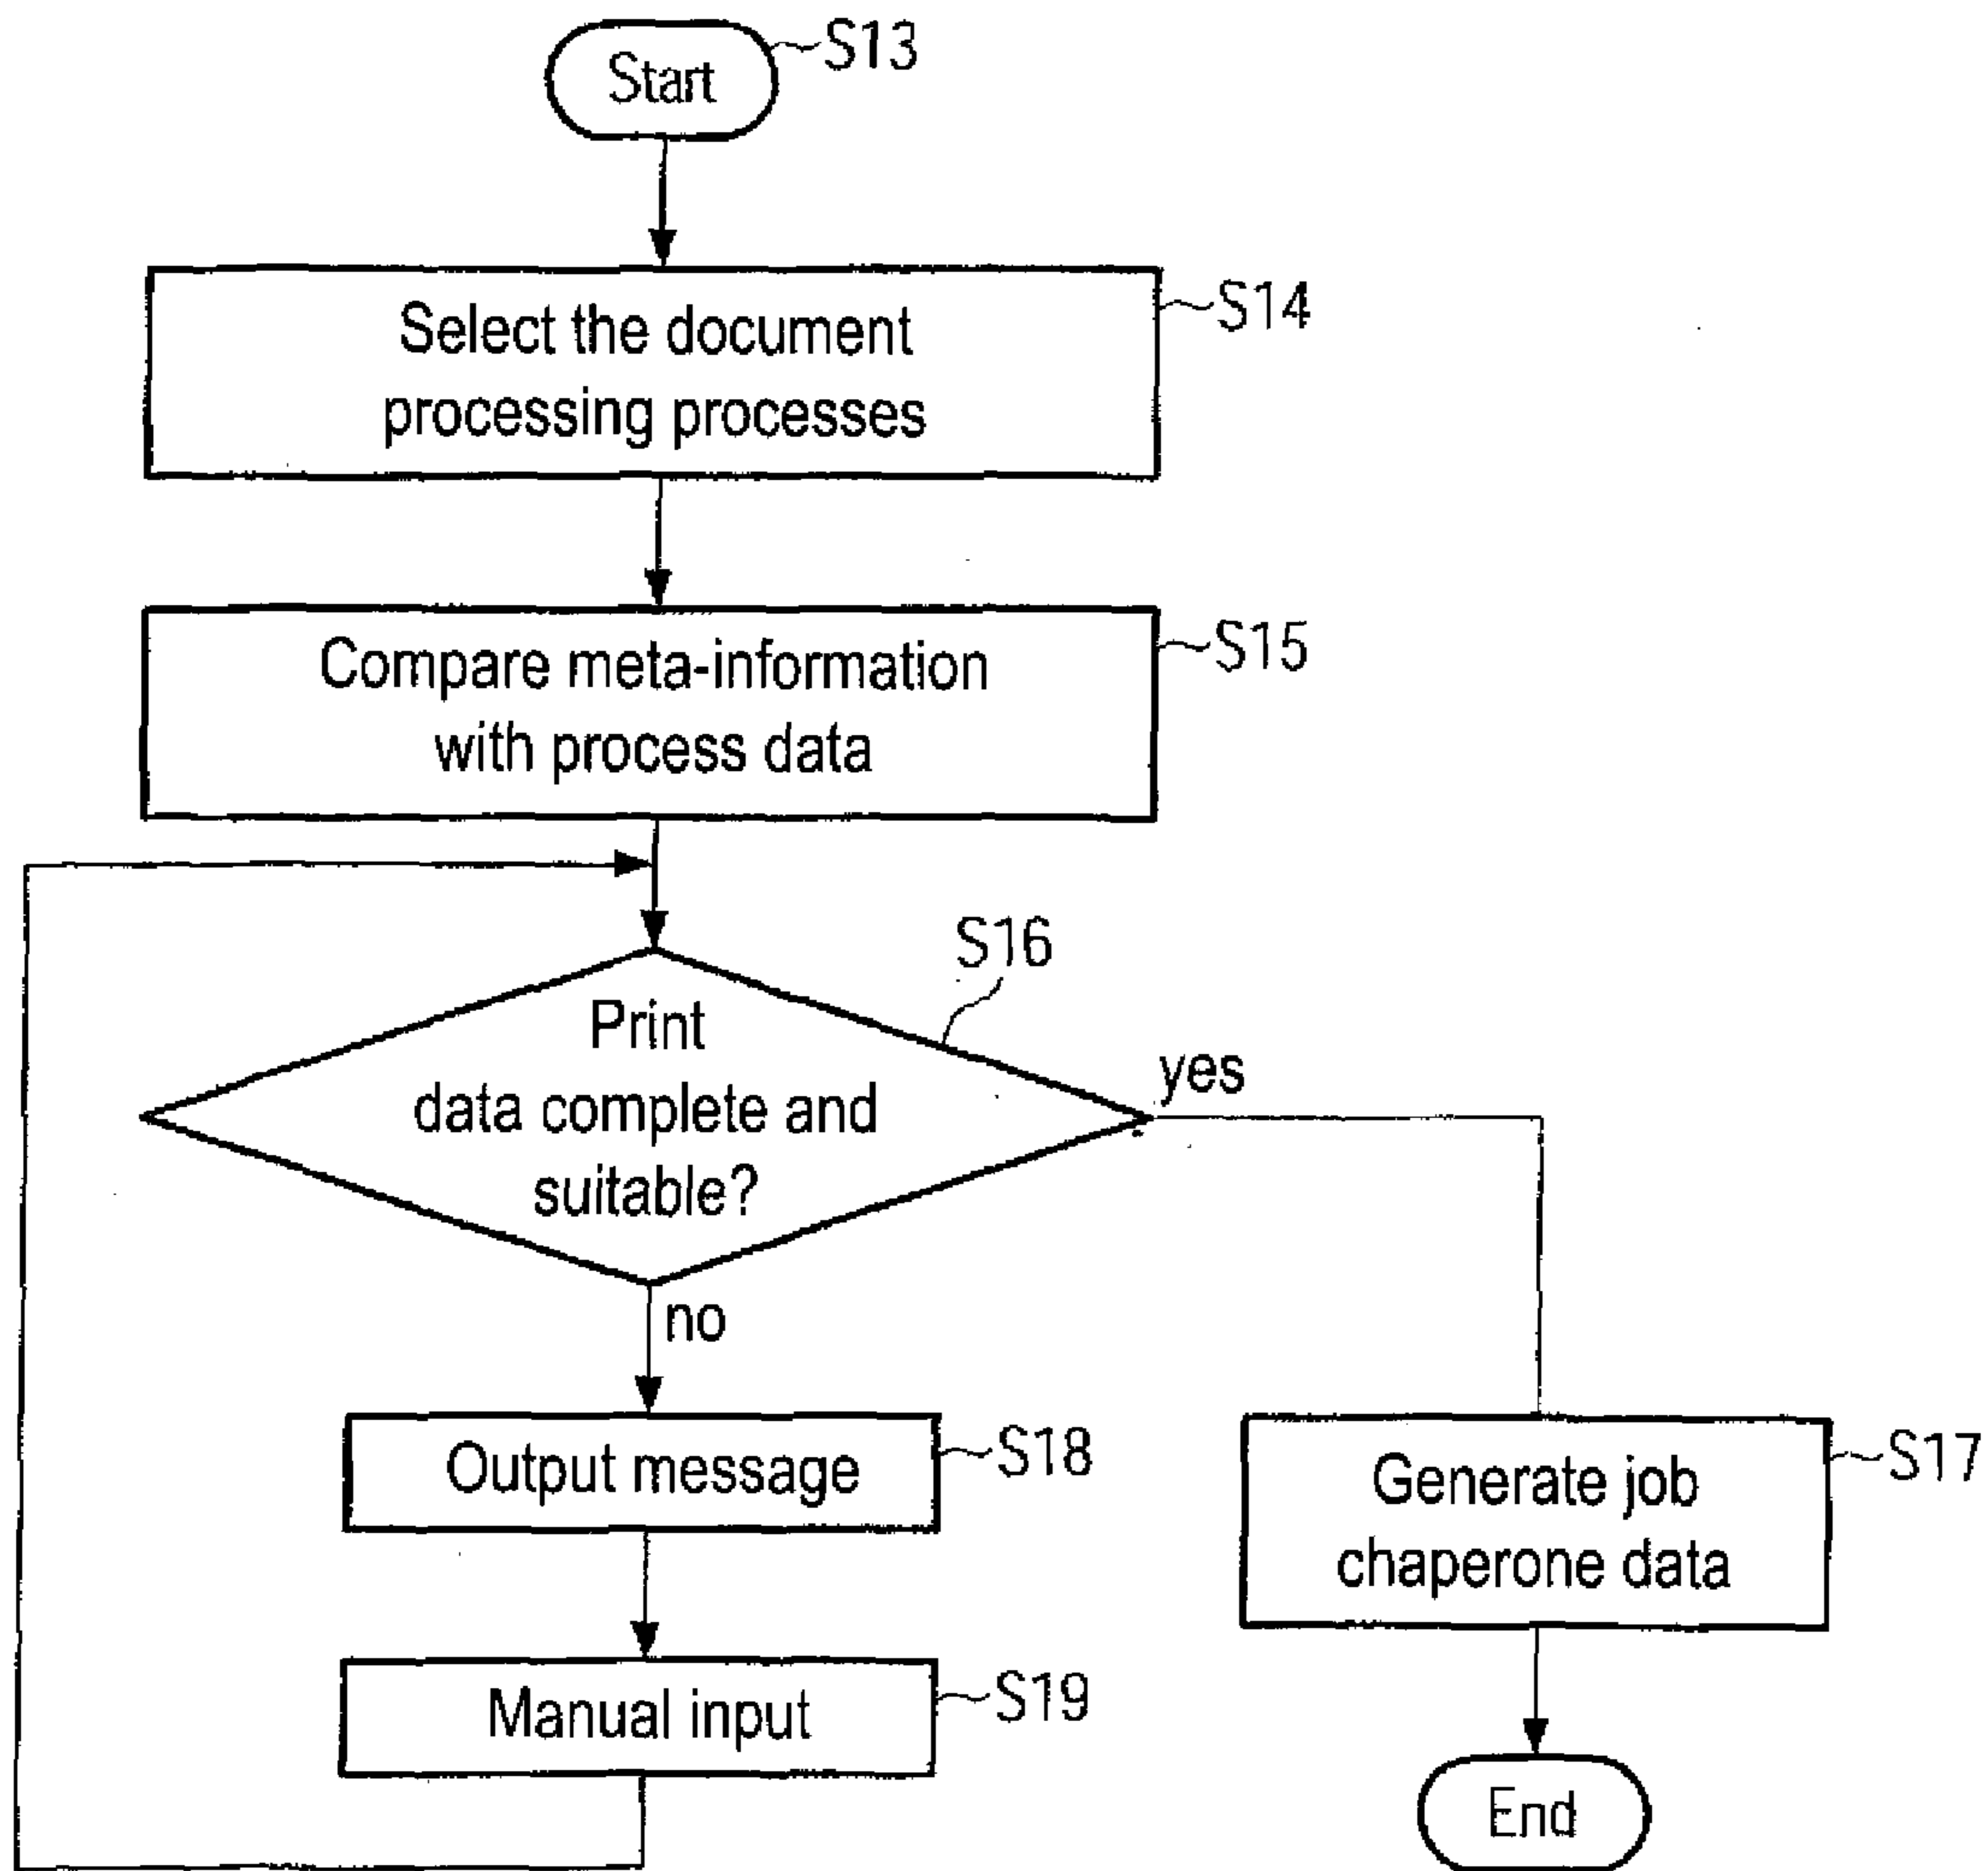 Start
S13
Select the document
processing processes
S14
Compare meta-information
with process data
S15
S16
Print
data complete and
suitable?
yes
no
Output message
S18
Generate job
chaperone data
S17
Manual input
S19
End